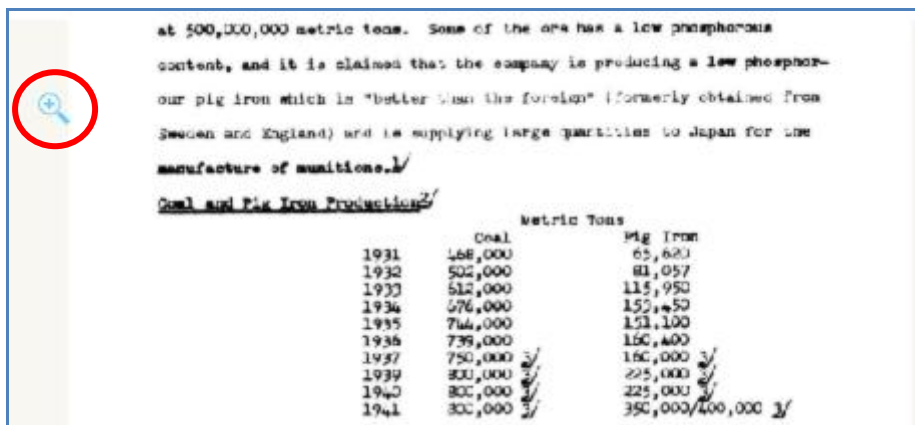 at 500,000,000 metric tons. Some of the ore has a low phosphorous
content, and it is claimed that the company is producing a low phosphor-
our pig iron which is "better than the foreign" (formerly obtained from
Sweden and England) and is supplying large quantities to Japan for the
manufacture of munitions.1/
Coal and Pig Iron Production2/
Metric Tons
Coal Pig Iron
1931 468,000 65,620
1932 502,000 81,057
1933 612,000 115,950
1934 676,000 153,450
1935 744,000 151,100
1936 739,000 160,400
1937 750,000 3/ 160,000 3/
1939 800,000 3/ 225,000 3/
1940 800,000 3/ 225,000 3/
1941 800,000 3/ 350,000/400,000 3/